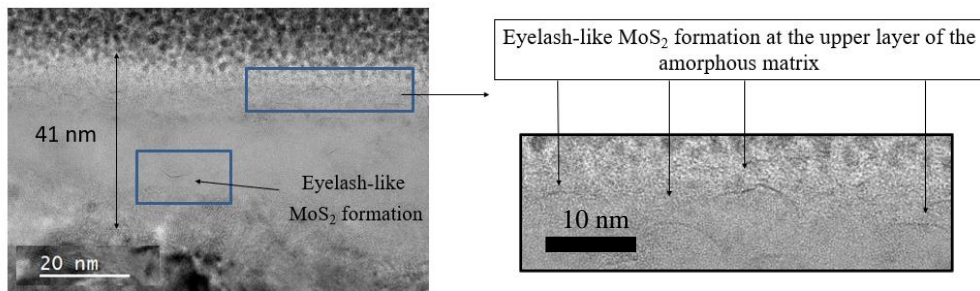 41 nm
Eyelash-like
MoS₂ formation
20 nm
Eyelash-like MoS₂ formation at the upper layer of the
amorphous matrix
10 nm